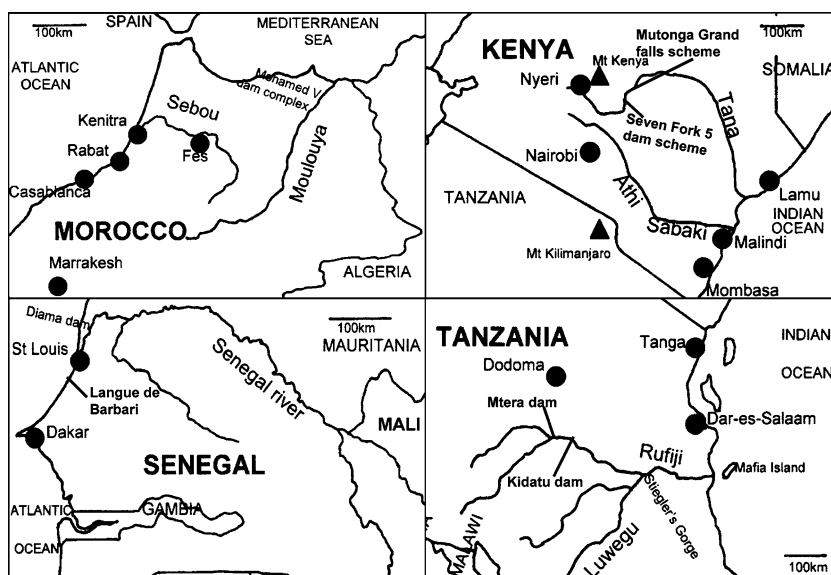 100km
SPAIN
MEDITERRANEAN
SEA
ATLANTIC
OCEAN
Mohamed V
dam complex
Sebou
Kenitra
Rabat
Fes
Casablanca
Moulouya
MOROCCO
Marrakesh
ALGERIA
100km
KENYA
Mutonga Grand
falls scheme
Mt Kenya
Nyeri
SOMALIA
Tana
Seven Fork 5
dam scheme
Nairobi
TANZANIA
Athi
Lamu
INDIAN
OCEAN
Sabaki
Malindi
Mt Kilimanjaro
Mombasa
Diama dam
100km
MAURITANIA
St Louis
Senegal river
Langue de
Barbari
MALI
Dakar
SENEGAL
ATLANTIC
GAMBIA
OCEAN
TANZANIA
Tanga
INDIAN
OCEAN
Dodoma
Mtera dam
Dar-es-Salaam
Rufiji
Mafia Island
Kidatu dam
Stiegler's Gorge
MALAWI
Luwegu
100km